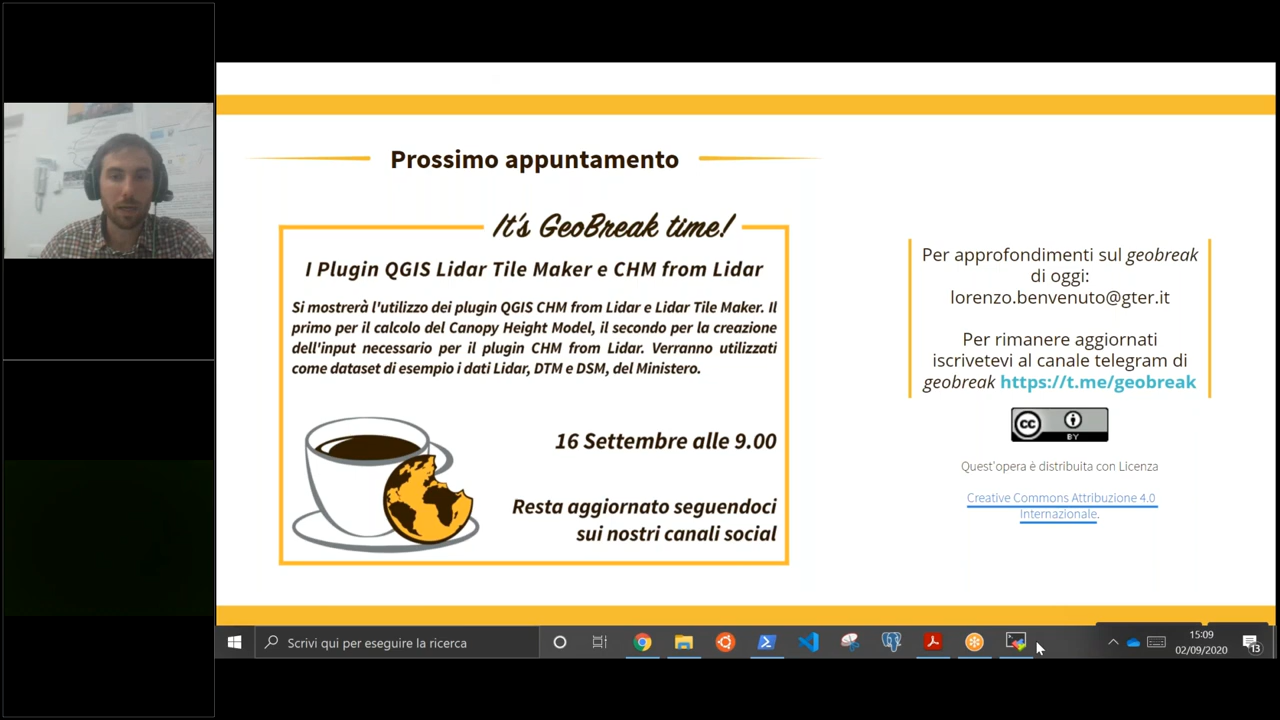 Prossimo appuntamento
It's GeoBreak time!
I Plugin QGIS Lidar Tile Maker e CHM from Lidar
Si mostrerà l'utilizzo dei plugin QGIS CHM from Lidar e Lidar Tile Maker. Il
primo per il calcolo del Canopy Height Model, il secondo per la creazione
dell'input necessario per il plugin CHM from Lidar. Verranno utilizzati
come dataset di esempio i dati Lidar, DTM e DSM, del Ministero.
16 Settembre alle 9.00
Resta aggiornato seguendoci
sui nostri canali social
Per approfondimenti sul geobreak
di oggi:
lorenzo.benvenuto@gter.it
Per rimanere aggiornati
iscrivetevi al canale telegram di
geobreak https://t.me/geobreak
cc
BY
Quest'opera è distribuita con Licenza
Creative Commons Attribuzione 4.0
Internazionale.
Scrivi qui per eseguire la ricerca
15:09
02/09/2020
13